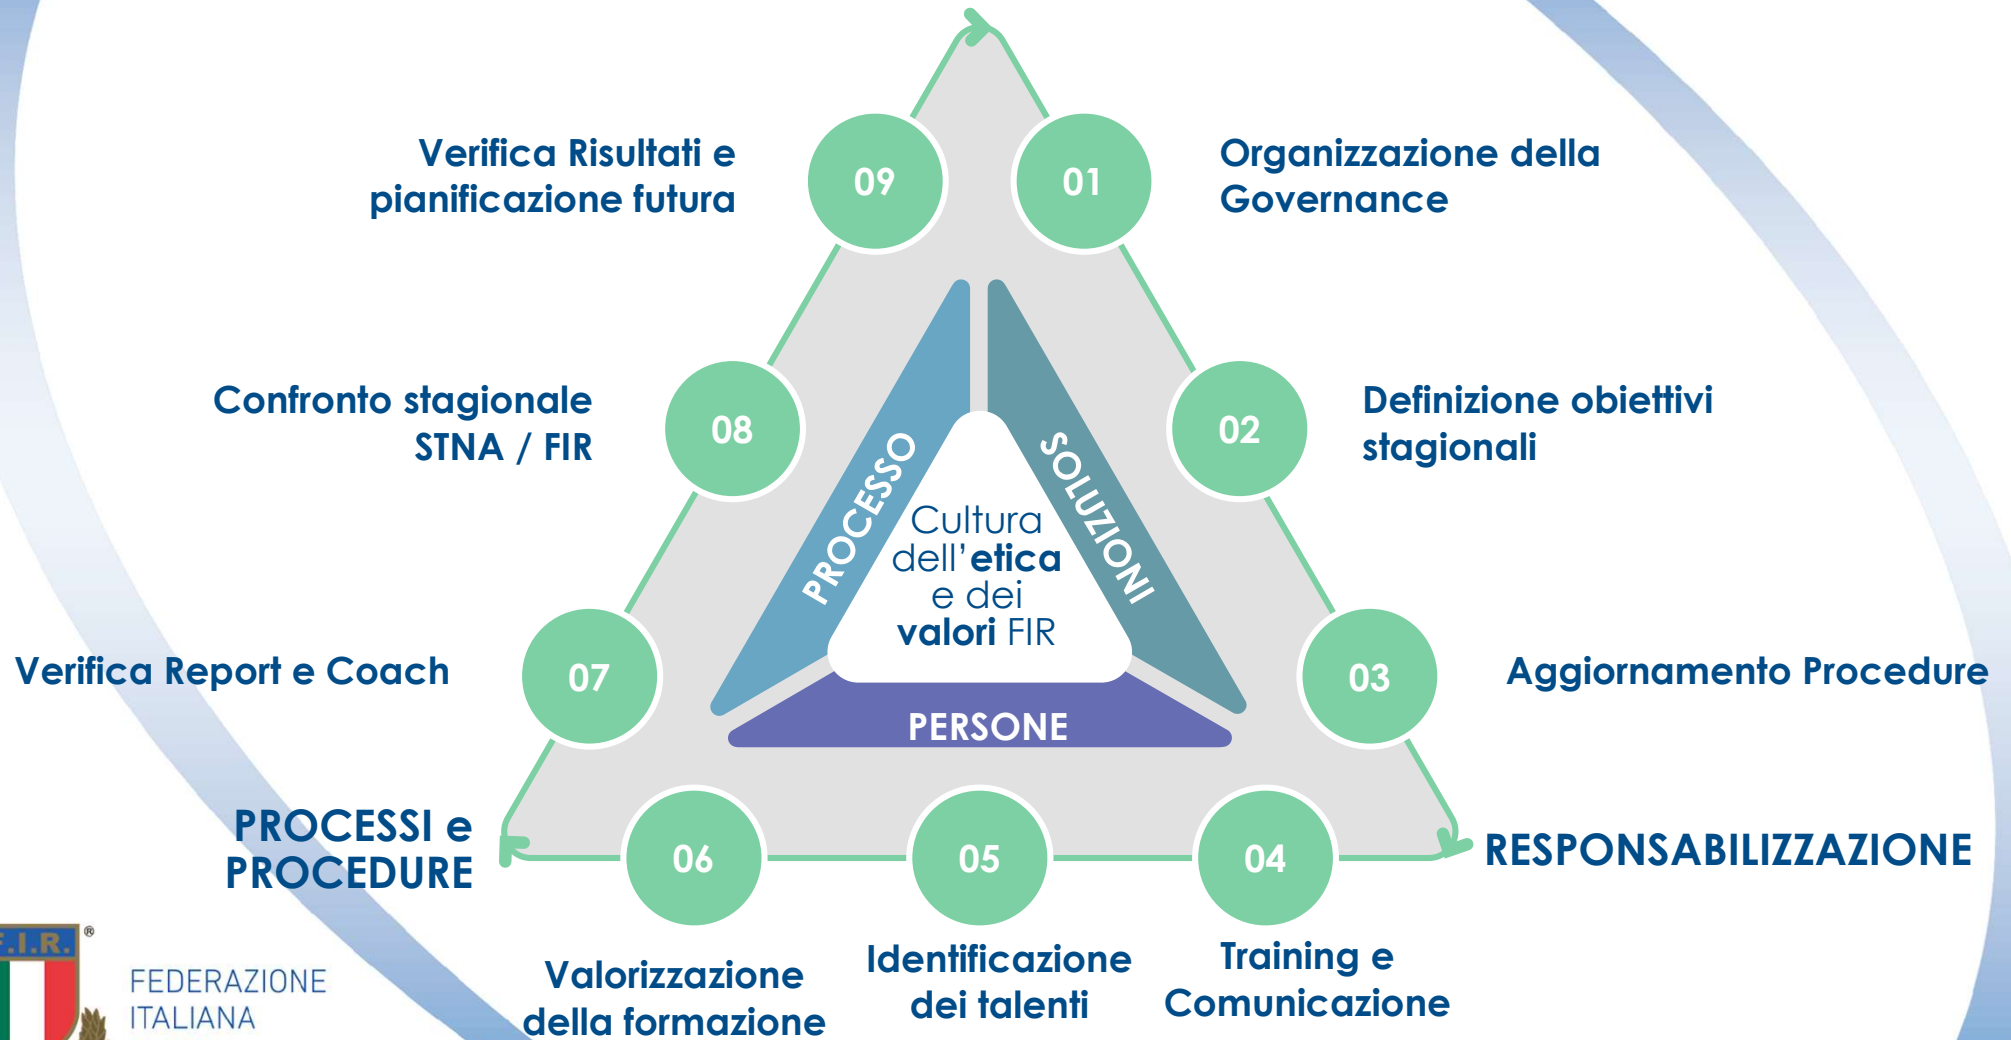 Verifica Risultati e
pianificazione futura
09
01
Organizzazione della
Governance
Confronto stagionale
STNA / FIR
08
02
Definizione obiettivi
stagionali
PROCESSO
SOLUZIONI
Cultura
dell’etica
e dei
valori FIR
Verifica Report e Coach
07
03
Aggiornamento Procedure
PERSONE
PROCESSI e
PROCEDURE
06
05
04
RESPONSABILIZZAZIONE
Valorizzazione
della formazione
Identificazione
dei talenti
Training e
Comunicazione
F.I.R.
®
FEDERAZIONE
ITALIANA